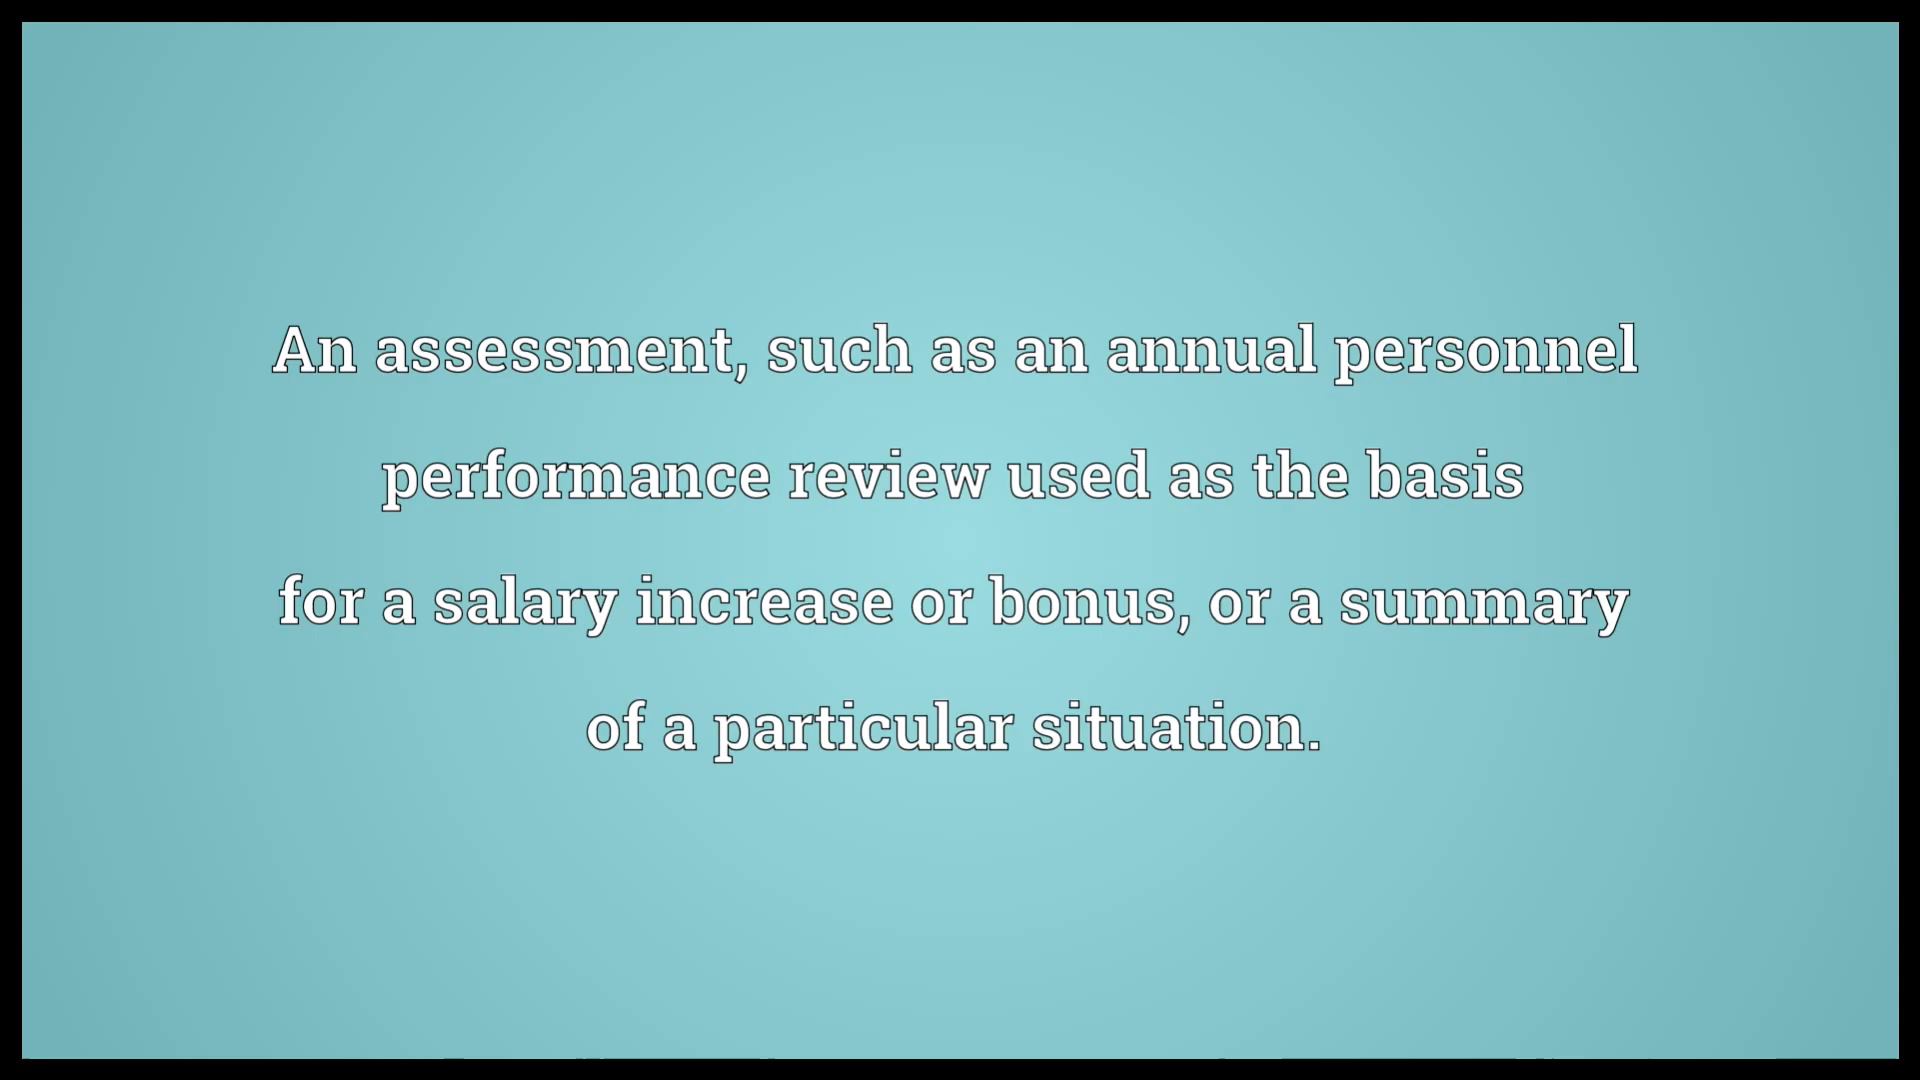 An assessment, such as an annual personnel
performance review used as the basis
for a salary increase or bonus, or a summary
of a particular situation.